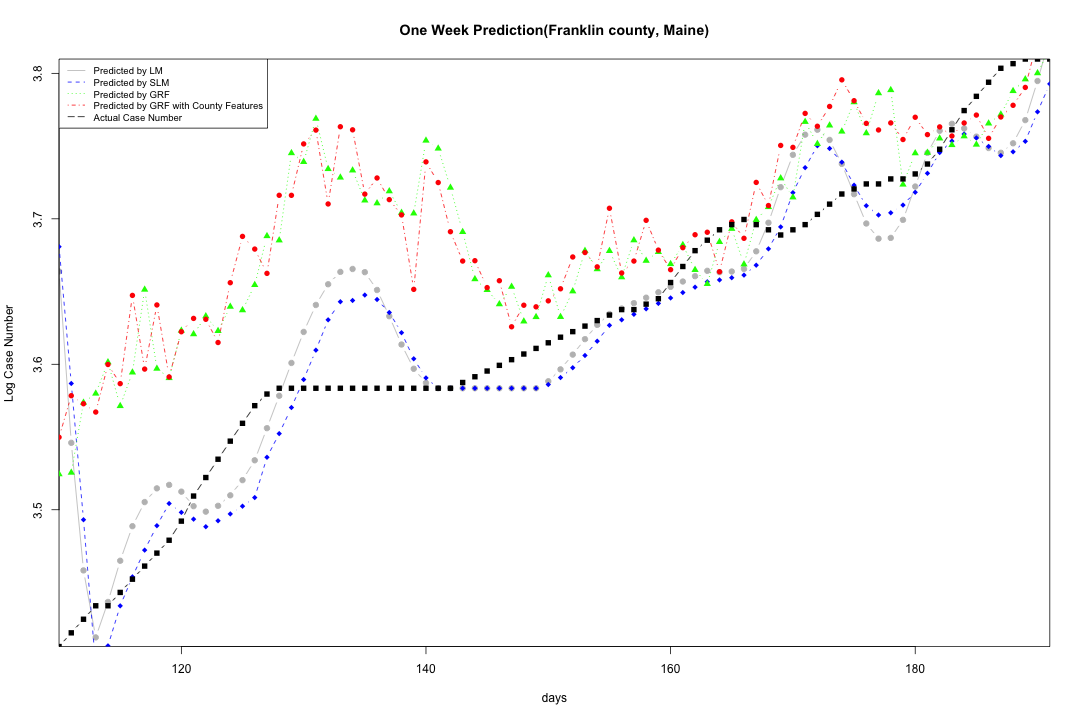 One Week Prediction(Franklin county, Maine)
Predicted by LM
Predicted by SLM
Predicted by GRF
Predicted by GRF with County Features
Actual Case Number
3.8
3.7
3.6
3.5
Log Case Number
120
140
160
180
days